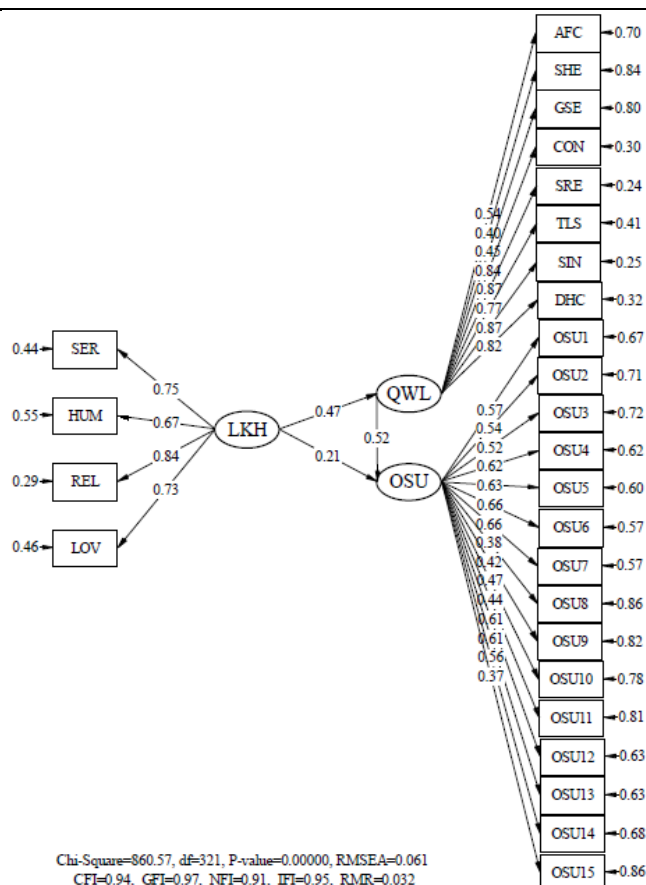 AFC 0.70
SHE 0.84
GSE 0.80
CON 0.30
SRE 0.24
TLS 0.41
SIN 0.25
DHC 0.32
0.54
0.40
0.45
0.84
0.87
0.77
0.87
0.82
0.44 SER
0.55 HUM
0.29 REL
0.46 LOV
0.75
0.67
0.84
0.73
LKH
0.47
0.21
QWL
0.52
OSU
0.57
0.54
0.52
0.62
0.63
0.66
0.66
0.38
0.42
0.47
0.44
0.61
0.61
0.56
0.37
OSU1 0.67
OSU2 0.71
OSU3 0.72
OSU4 0.62
OSU5 0.60
OSU6 0.57
OSU7 0.57
OSU8 0.86
OSU9 0.82
OSU10 0.78
OSU11 0.81
OSU12 0.63
OSU13 0.63
OSU14 0.68
OSU15 0.86
Chi-Square=860.57, df=321, P-value=0.00000, RMSEA=0.061
CFI=0.94, GFI=0.97, NFI=0.91, IFI=0.95, RMR=0.032